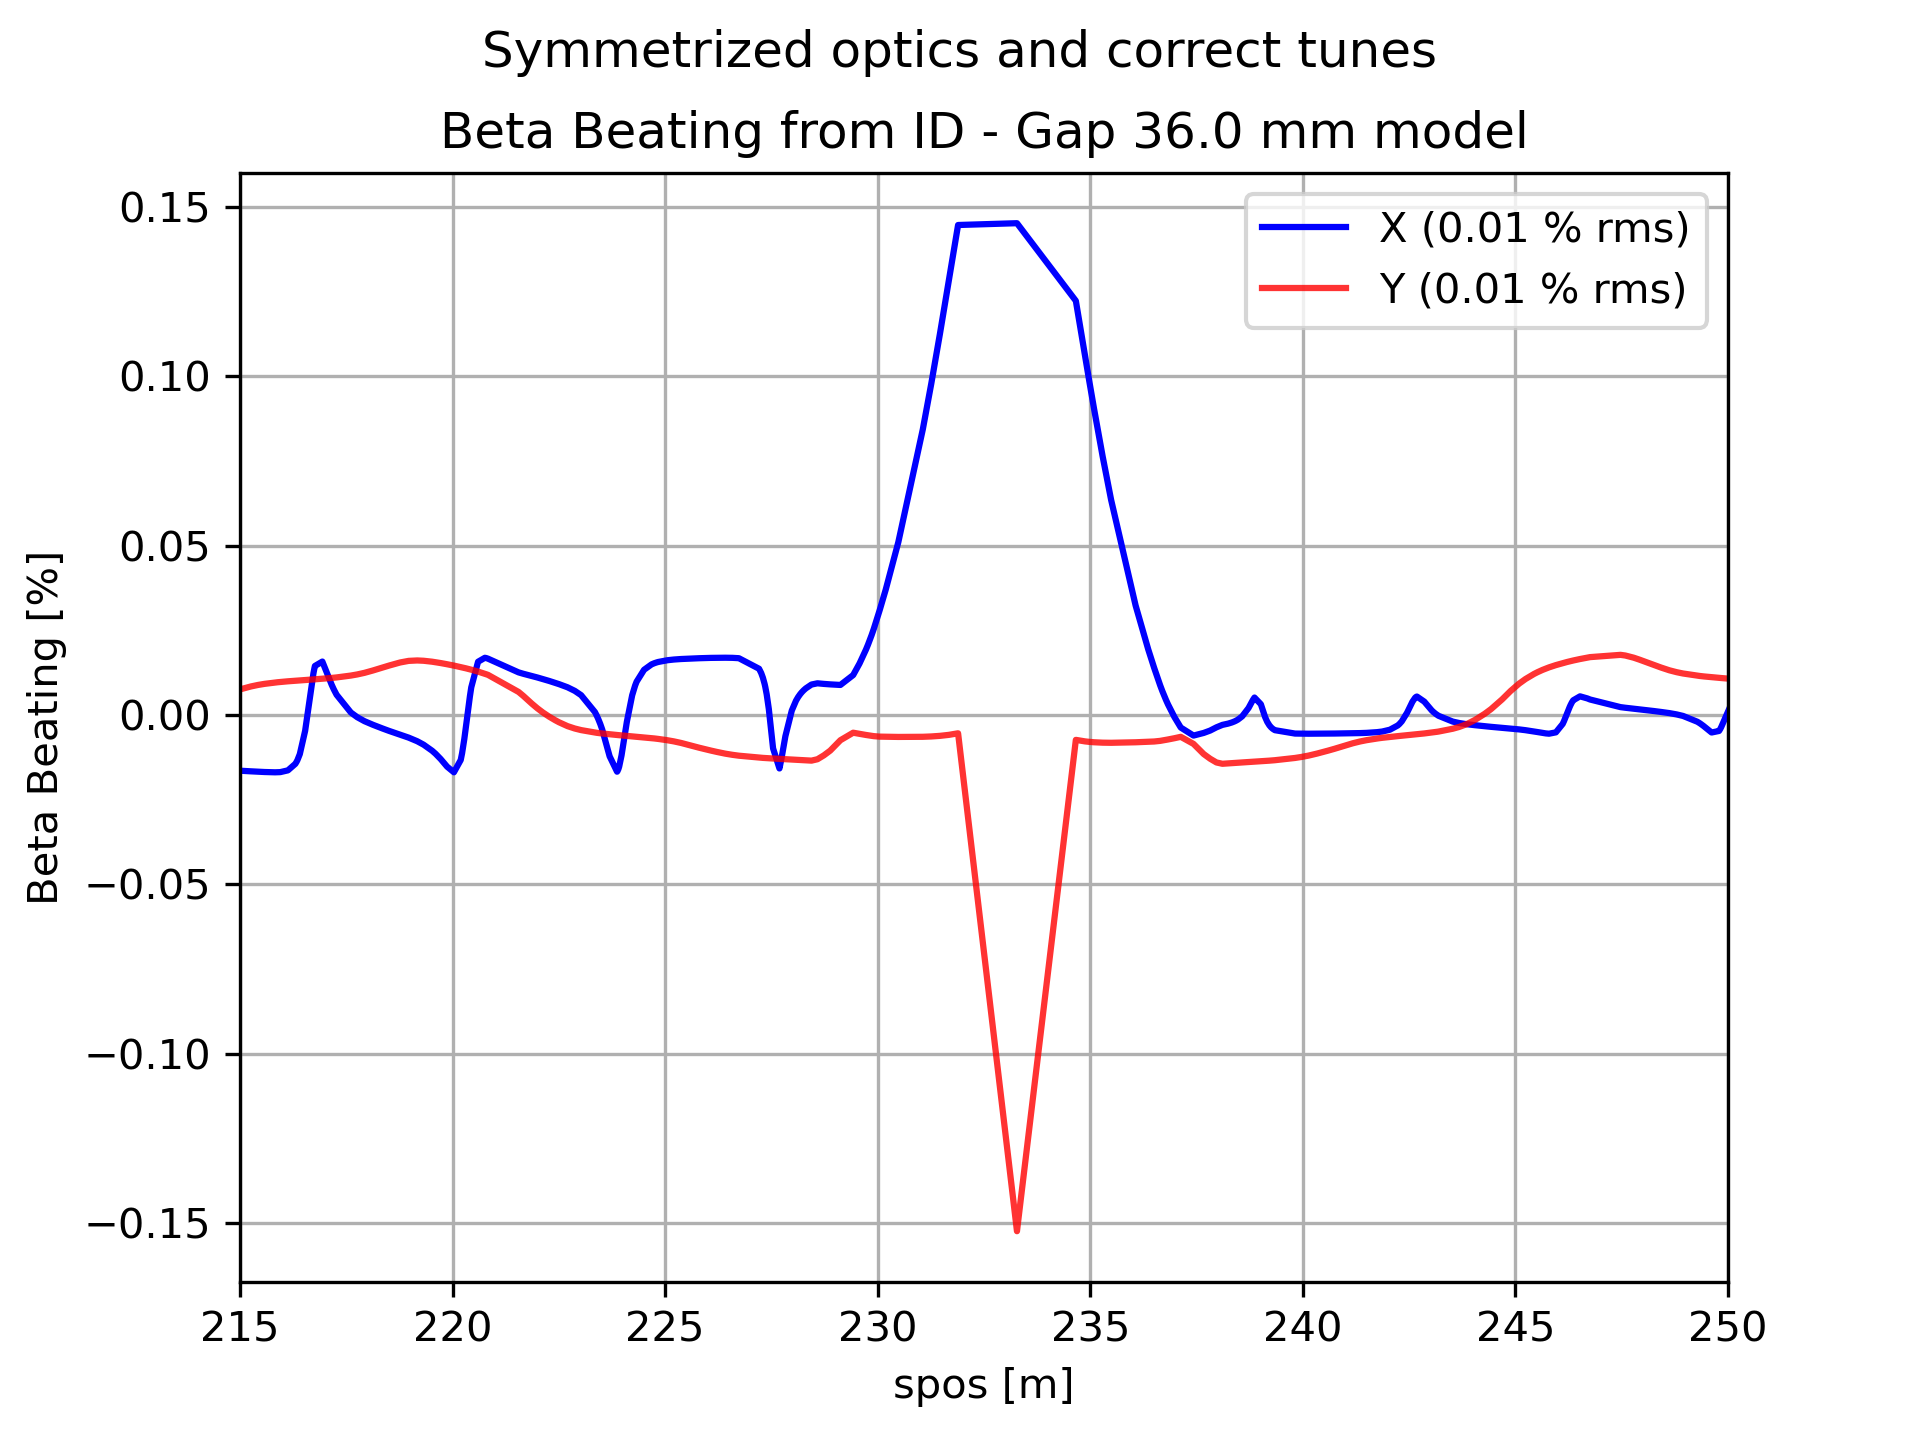 Symmetrized optics and correct tunes
Beta Beating from ID - Gap 36.0 mm model
X (0.01 % rms)
Y (0.01 % rms)
Beta Beating [%]
0.15
0.10
0.05
0.00
−0.05
−0.10
−0.15
215 220 225 230 235 240 245 250
spos [m]